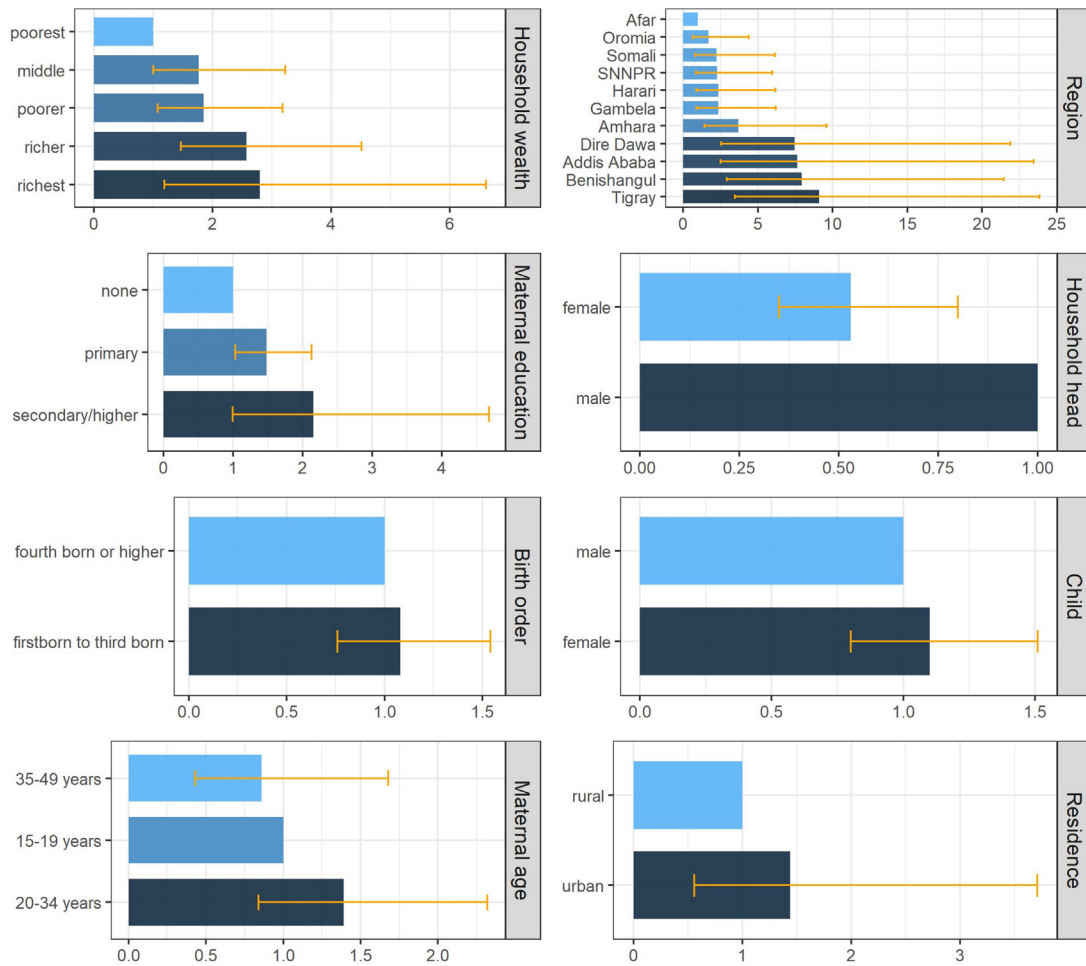 poorest
middle
poorer
richer
richest
0 2 4 6
Household wealth
Afar
Oromia
Somali
SNNPR
Harari
Gambela
Amhara
Dire Dawa
Addis Ababa
Benishangul
Tigray
0 5 10 15 20 25
Region
none
primary
secondary/higher
0 1 2 3 4
Maternal education
female
male
0.00 0.25 0.50 0.75 1.00
Household head
fourth born or higher
firstborn to third born
0.0 0.5 1.0 1.5
Birth order
male
female
0.0 0.5 1.0 1.5
Child
35-49 years
15-19 years
20-34 years
0.0 0.5 1.0 1.5 2.0
Maternal age
rural
urban
0 1 2 3
Residence